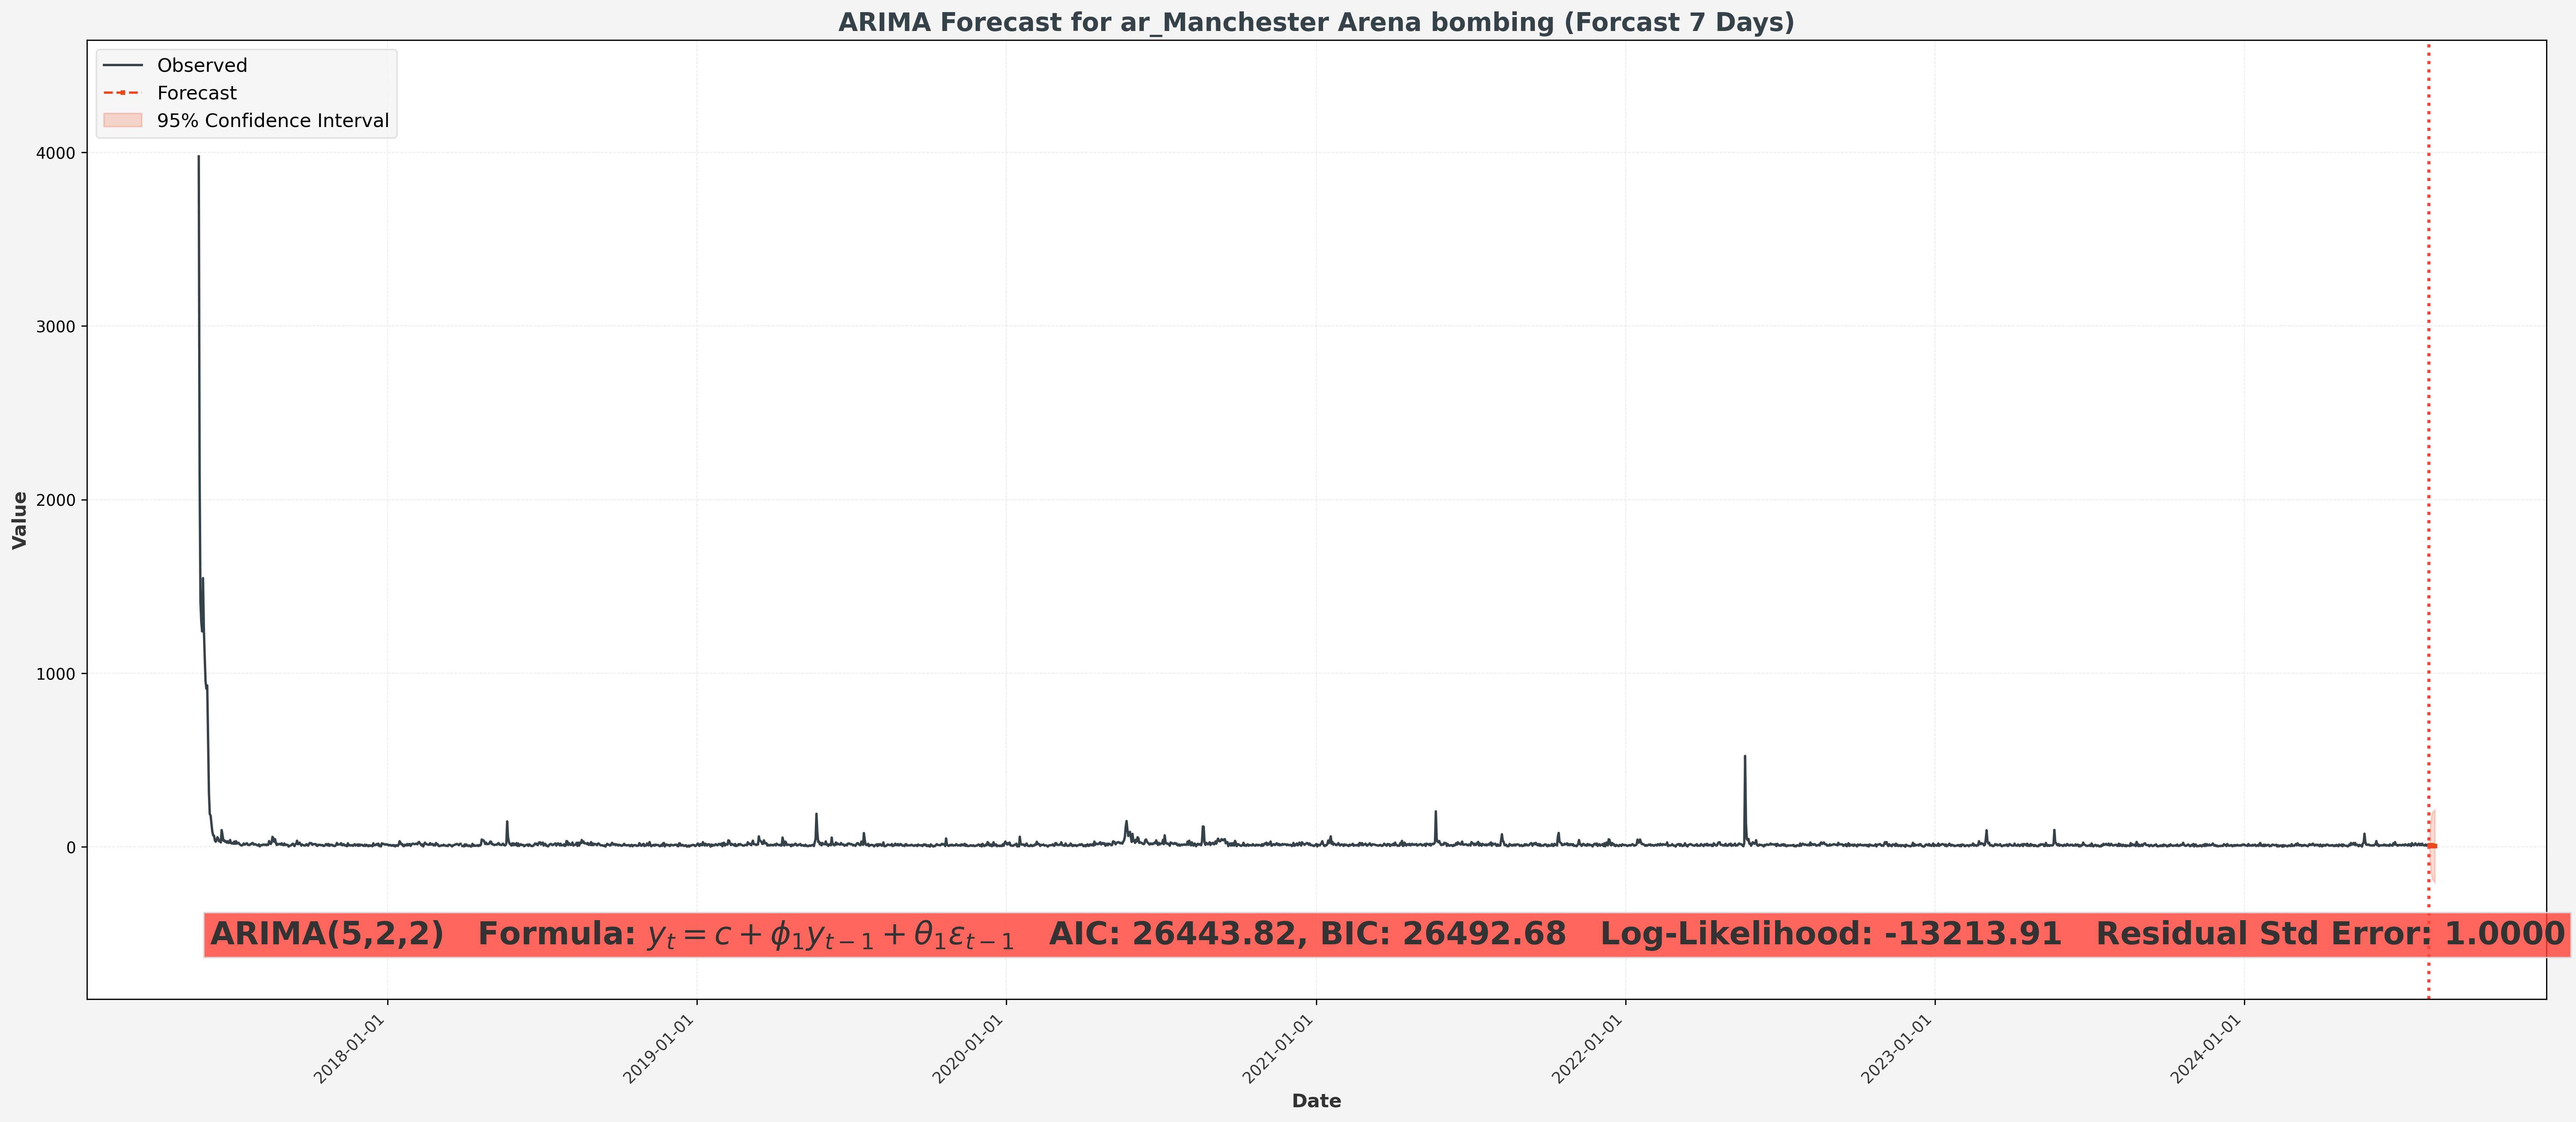 ARIMA Forecast for ar_Manchester Arena bombing (Forcast 7 Days)
Observed
Forecast
95% Confidence Interval
Value
4000
3000
2000
1000
0
ARIMA(5,2,2) Formula: $y_t = c + \phi_1 y_{t-1} + \theta_1 \varepsilon_{t-1}$ AIC: 26443.82, BIC: 26492.68 Log-Likelihood: -13213.91 Residual Std Error: 1.0000
2018-01-01
2019-01-01
2020-01-01
2021-01-01
2022-01-01
2023-01-01
2024-01-01
Date